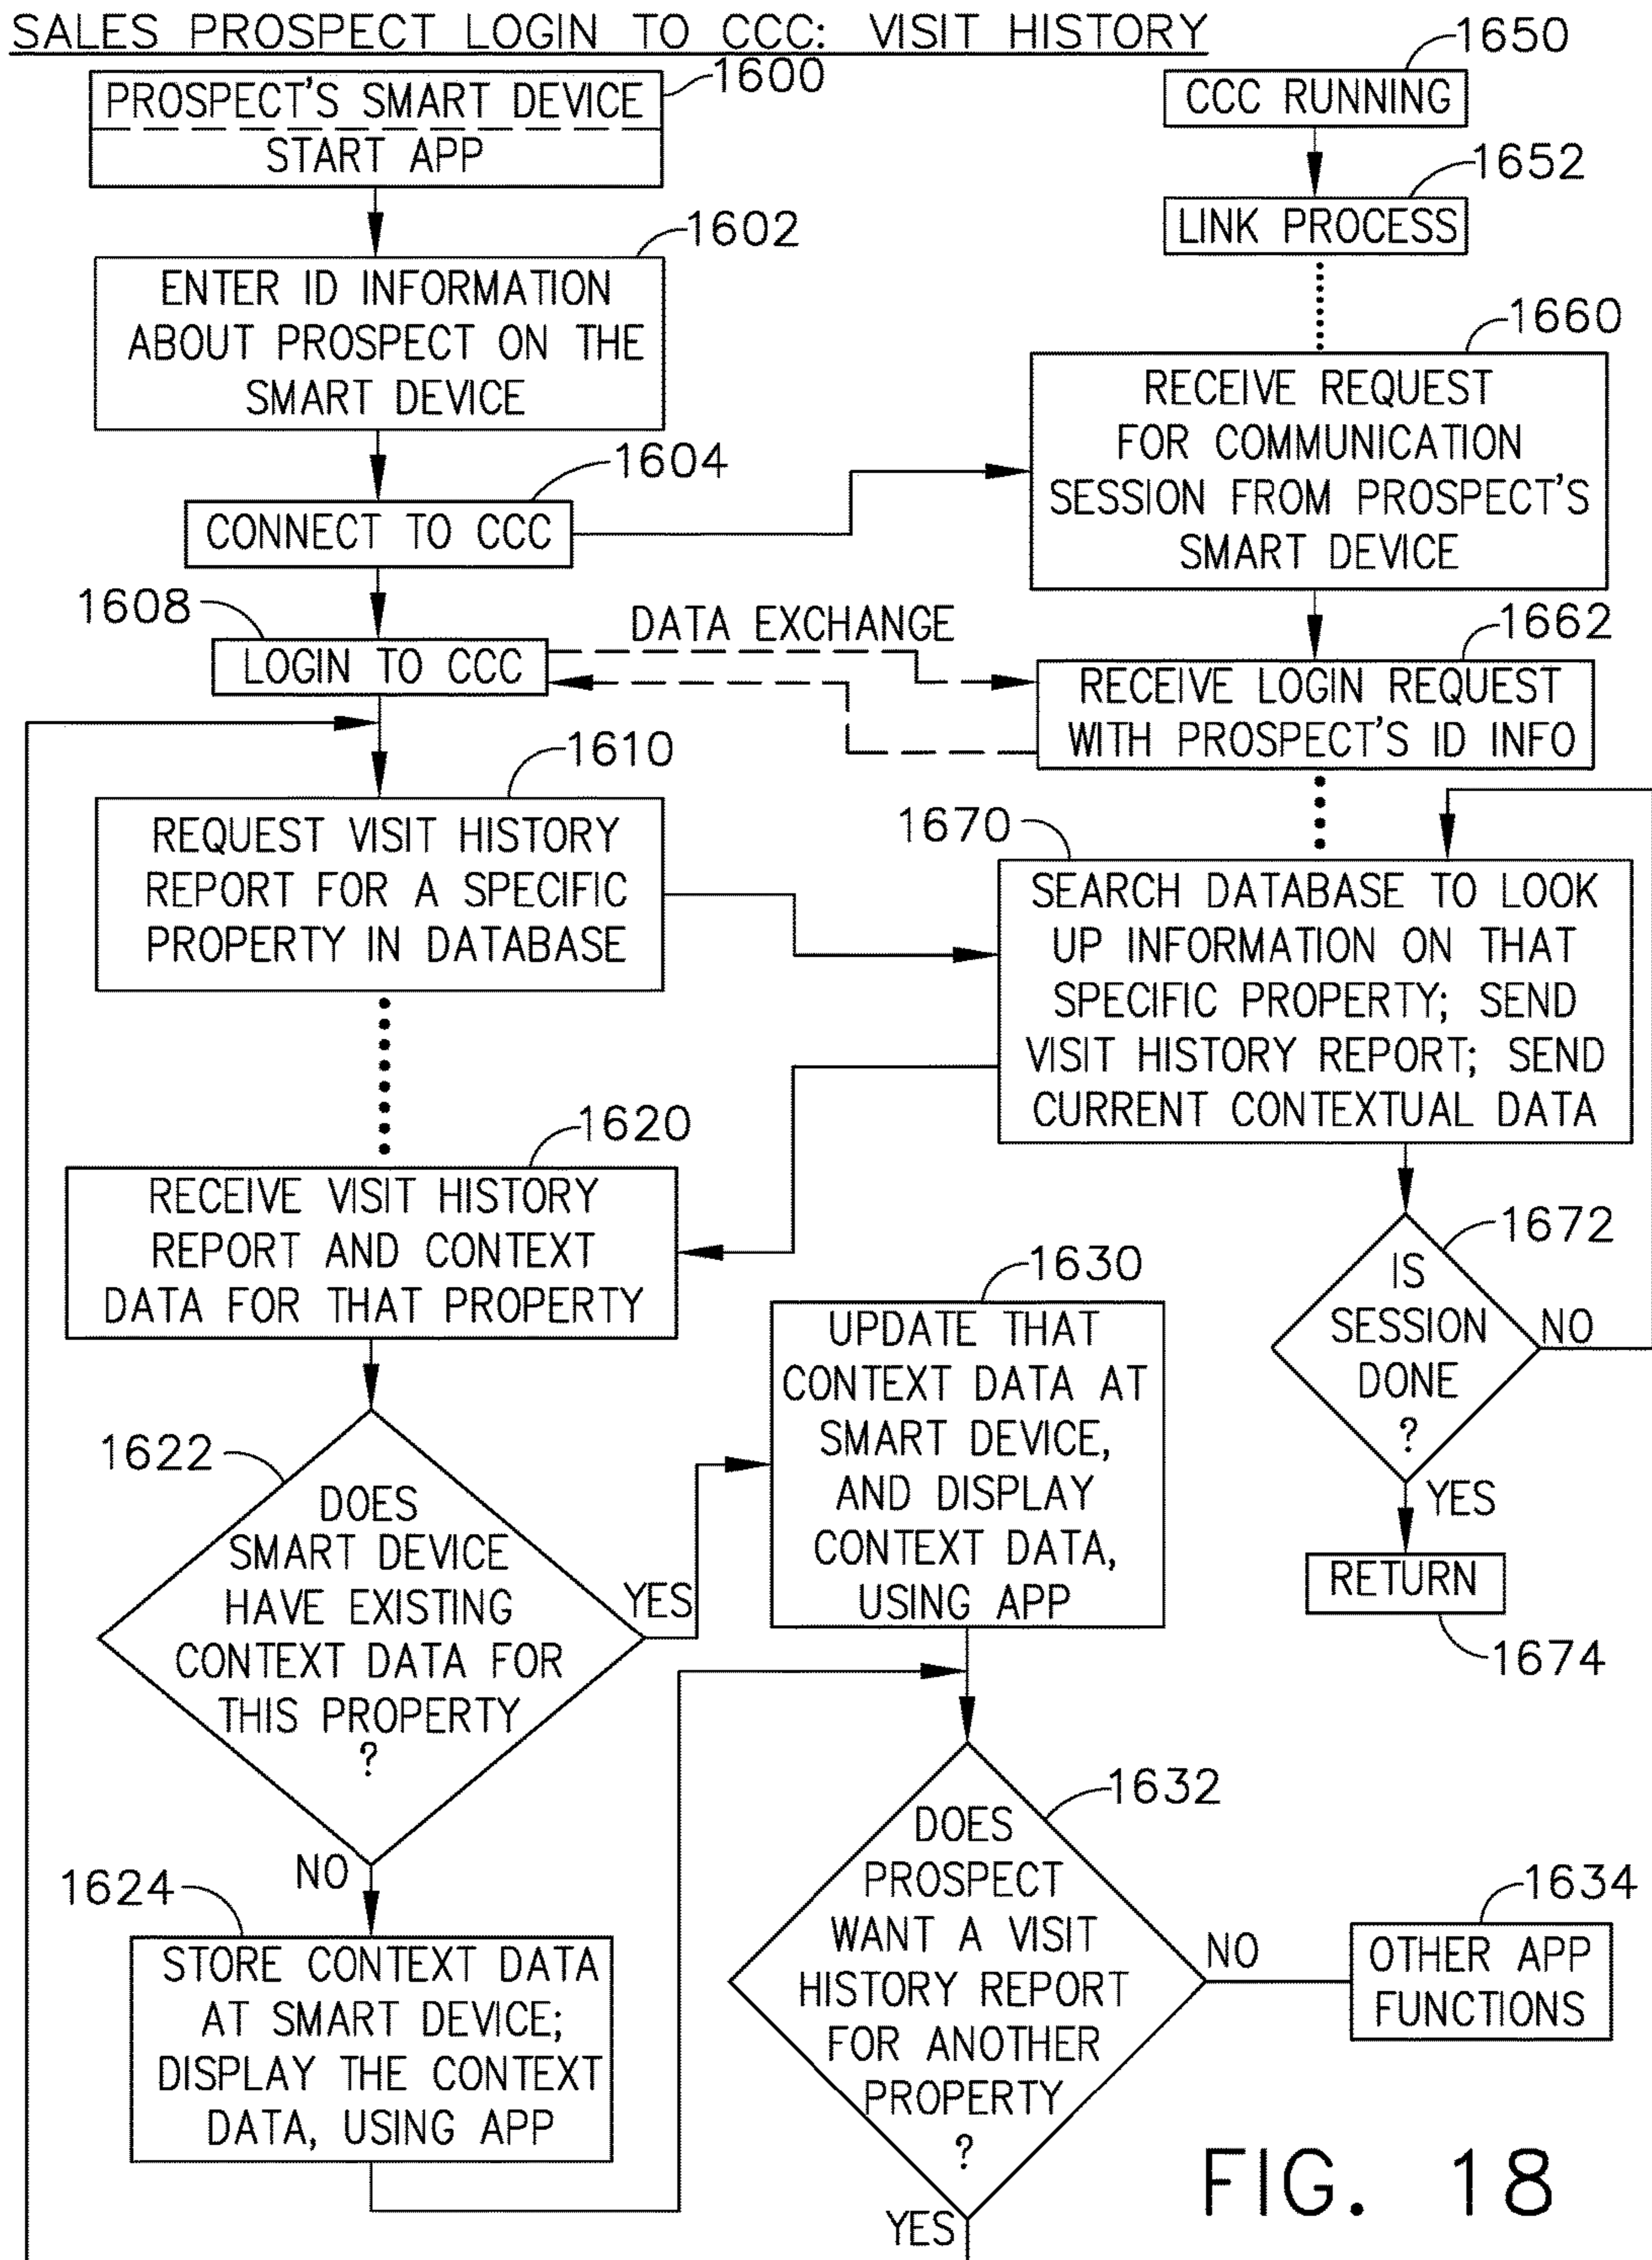 SALES PROSPECT LOGIN TO CCC: VISIT HISTORY
1600
PROSPECT'S SMART DEVICE
START APP
1602
ENTER ID INFORMATION
ABOUT PROSPECT ON THE
SMART DEVICE
1604
CONNECT TO CCC
1608
LOGIN TO CCC
DATA EXCHANGE
1610
REQUEST VISIT HISTORY
REPORT FOR A SPECIFIC
PROPERTY IN DATABASE
1620
RECEIVE VISIT HISTORY
REPORT AND CONTEXT
DATA FOR THAT PROPERTY
1622
DOES
SMART DEVICE
HAVE EXISTING
CONTEXT DATA FOR
THIS PROPERTY
?
YES
NO
1624
STORE CONTEXT DATA
AT SMART DEVICE;
DISPLAY THE CONTEXT
DATA, USING APP
1630
UPDATE THAT
CONTEXT DATA AT
SMART DEVICE,
AND DISPLAY
CONTEXT DATA,
USING APP
1632
DOES
PROSPECT
WANT A VISIT
HISTORY REPORT
FOR ANOTHER
PROPERTY
?
NO
YES
1634
OTHER APP
FUNCTIONS
1650
CCC RUNNING
1652
LINK PROCESS
1660
RECEIVE REQUEST
FOR COMMUNICATION
SESSION FROM PROSPECT'S
SMART DEVICE
1662
RECEIVE LOGIN REQUEST
WITH PROSPECT'S ID INFO
1670
SEARCH DATABASE TO LOOK
UP INFORMATION ON THAT
SPECIFIC PROPERTY; SEND
VISIT HISTORY REPORT; SEND
CURRENT CONTEXTUAL DATA
1672
IS
SESSION
DONE
?
NO
YES
RETURN
1674
FIG. 18